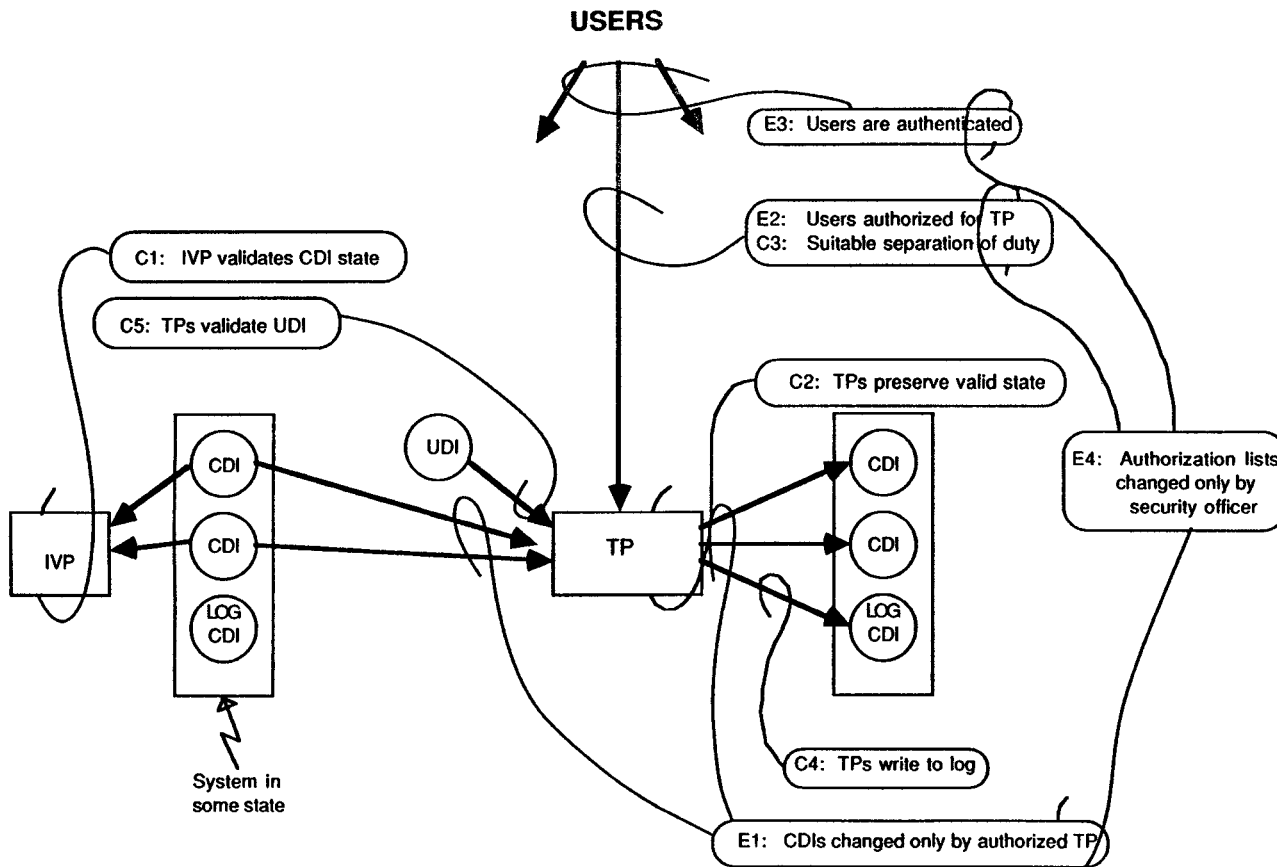 USERS
E3: Users are authenticated
E2: Users authorized for TP
C3: Suitable separation of duty
C1: IVP validates CDI state
C5: TPs validate UDI
C2: TPs preserve valid state
CDI
UDI
CDI
E4: Authorization lists
changed only by
security officer
IVP
CDI
TP
CDI
LOG
CDI
LOG
CDI
System in
some state
C4: TPs write to log
E1: CDIs changed only by authorized TP